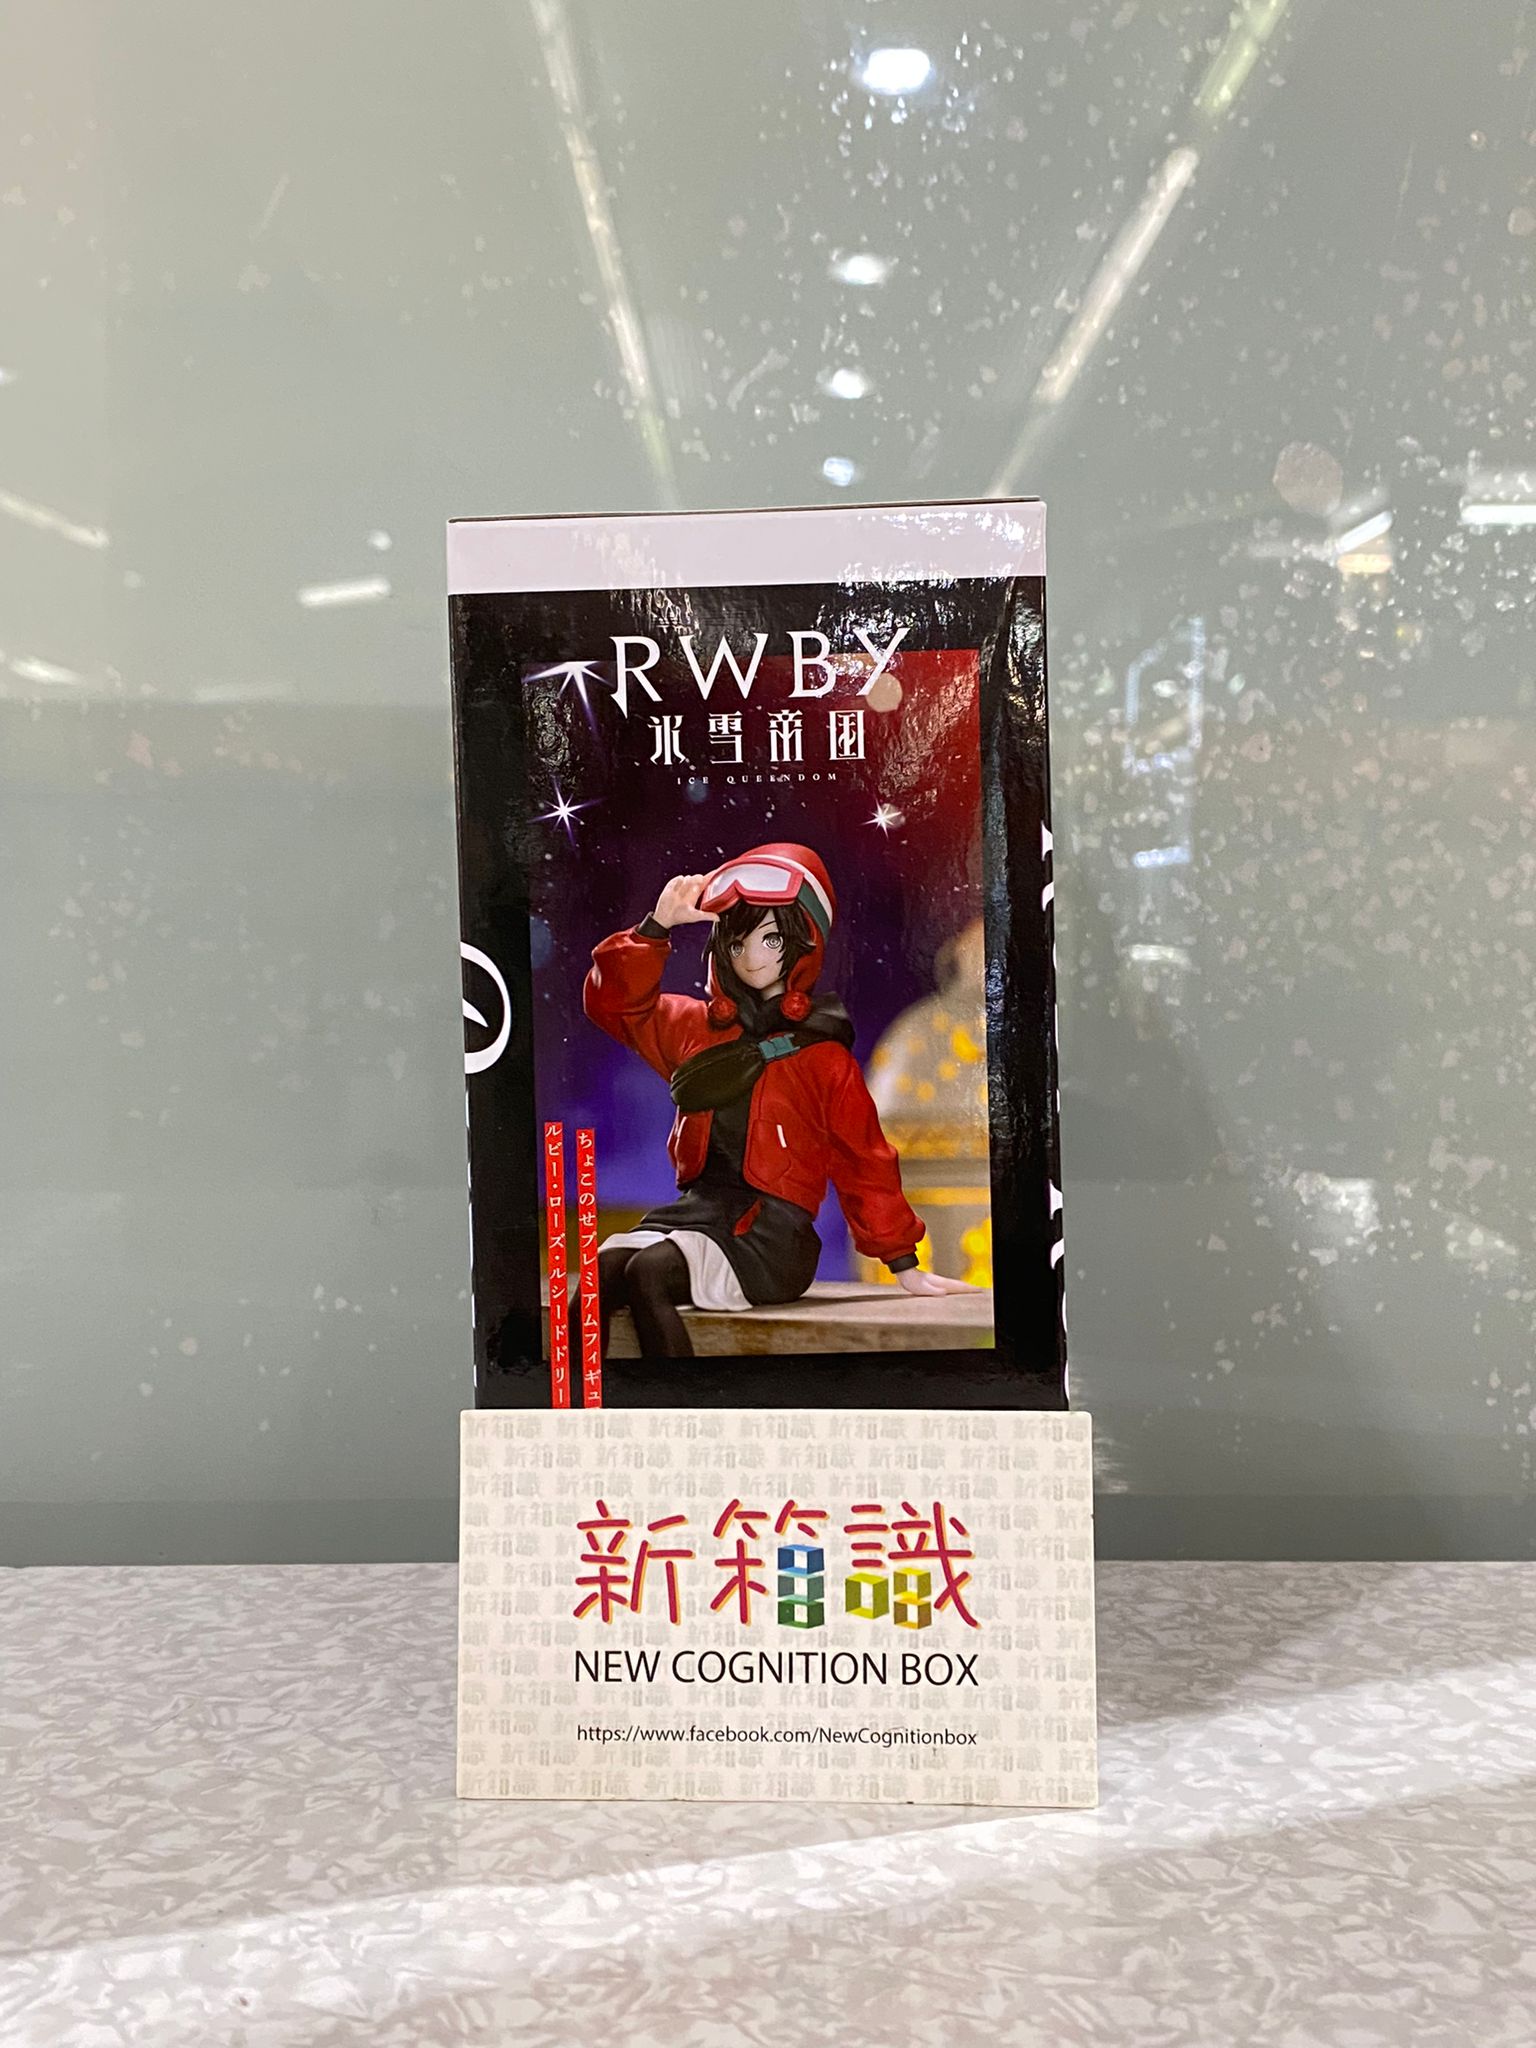 RWBY
氷雪帝国
ICE QUEENDOM
ちょこのせプレミアムフィギュ
ルビー・ローズ・ルシードドリー
新箱識
NEW COGNITION BOX
https://www.facebook.com/NewCognitionbox